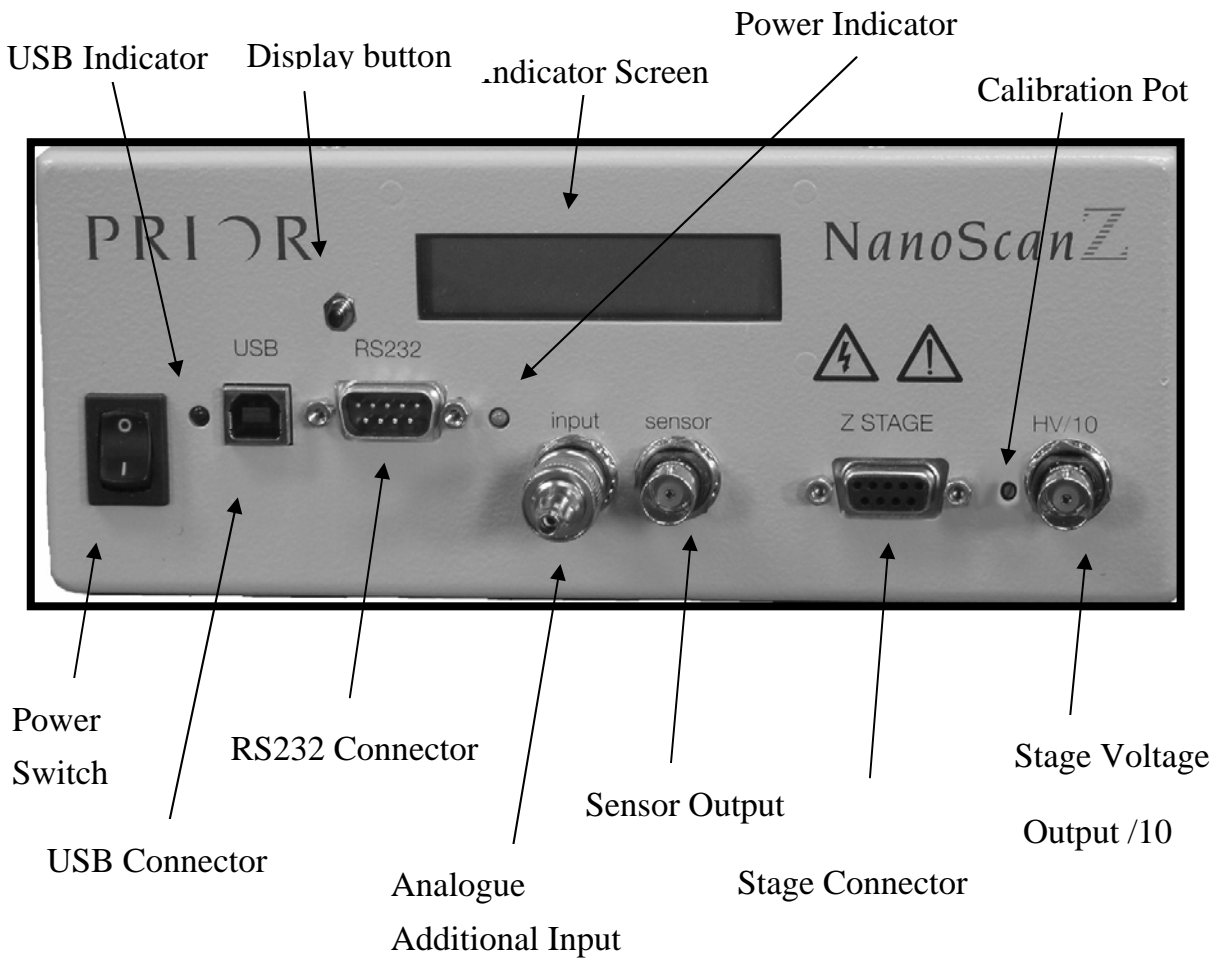 Power Indicator
USB Indicator
Display button
Indicator Screen
Calibration Pot
PRIOR
NanoScanZ
USB
RS232
O
I
input
sensor
Z STAGE
HV/10
Power
Switch
RS232 Connector
Stage Voltage
Output /10
Sensor Output
USB Connector
Analogue
Additional Input
Stage Connector